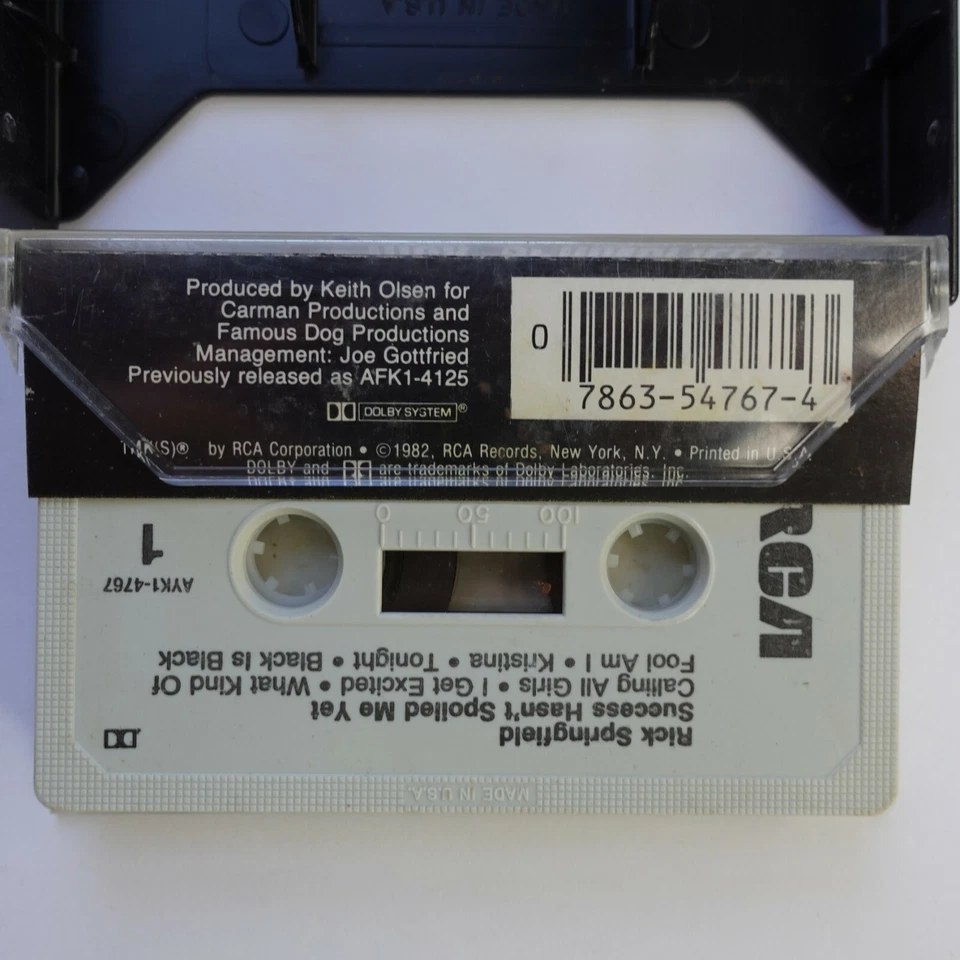 MADE IN U.S.A
Produced by Keith Olsen for
Carman Productions and
Famous Dog Productions
Management: Joe Gottfried
Previously released as AFK1-4125
DOLBY SYSTEM®
0
7863-54767-4
TMK(S)® by RCA Corporation • ©1982, RCA Records, New York, N.Y. • Printed in U.S.A.
DOLBY and are trademarks of Dolby Laboratories, Inc.
RCA
1
AYK1-4767
0 50 100
Rick Springfield
Success Hasn't Spoiled Me Yet
Calling All Girls • I Get Excited • What Kind Of
Fool Am I • Kristina • Tonight • Black Is Black
MADE IN U.S.A.